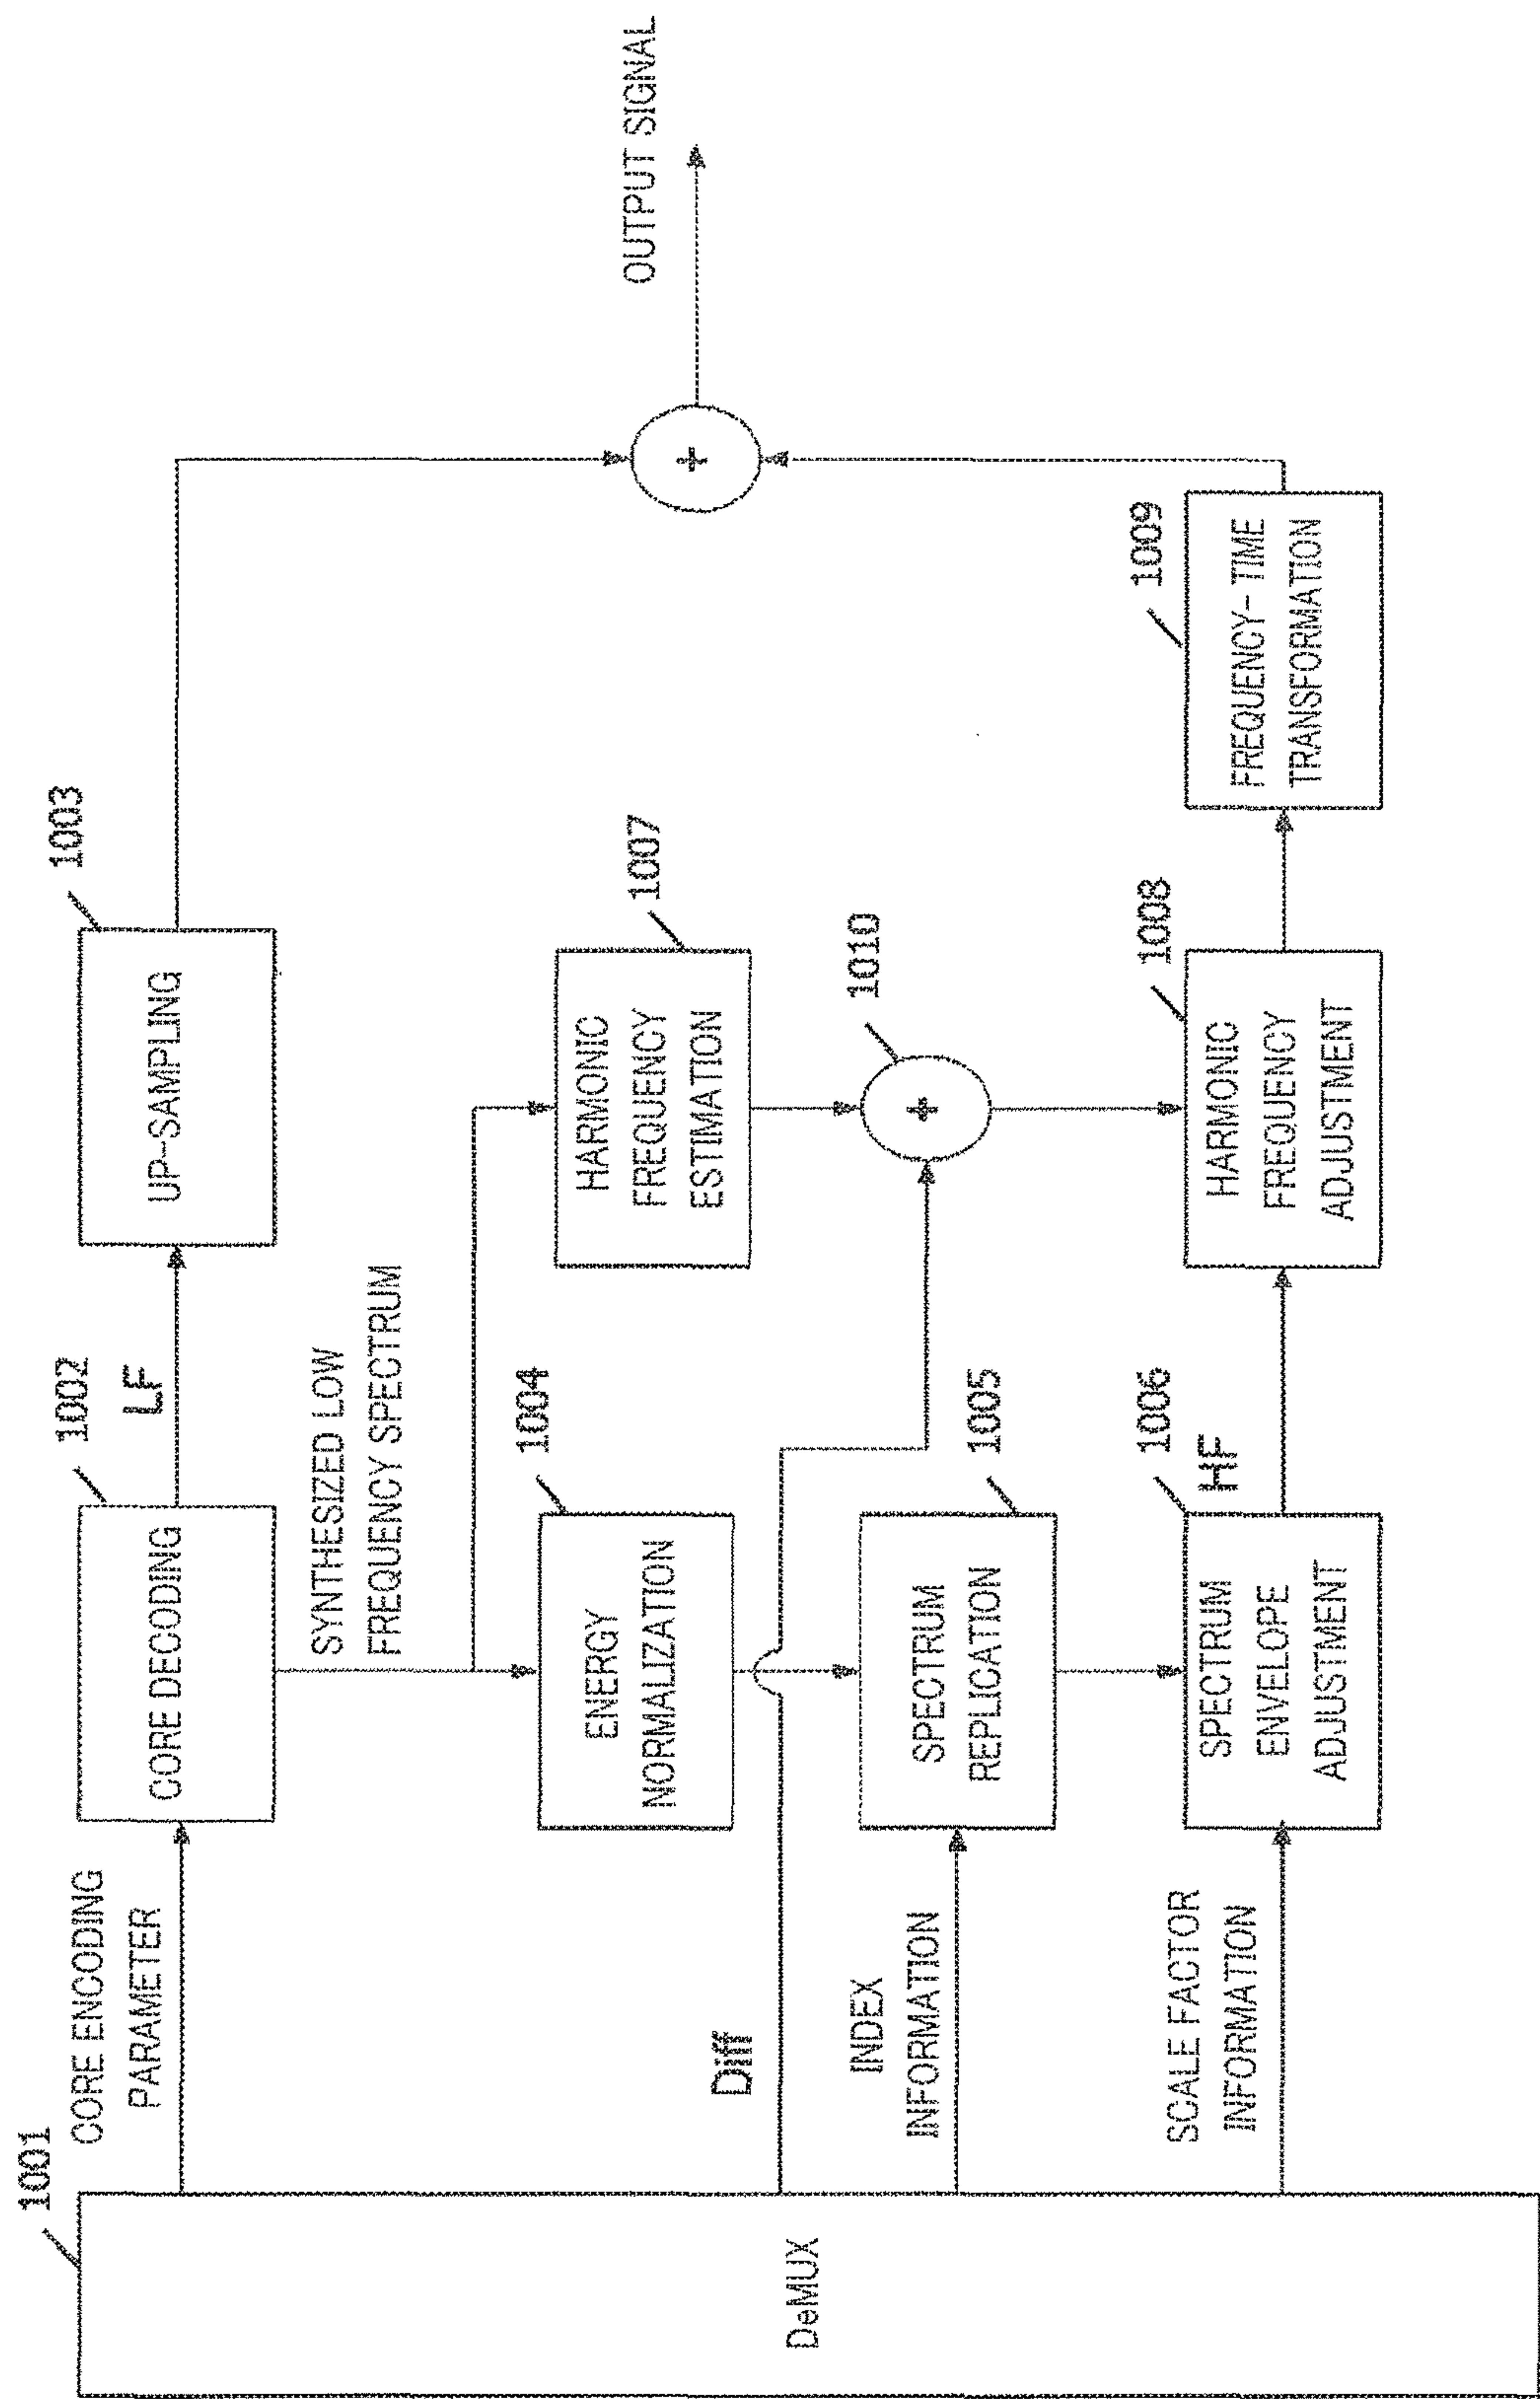 1001
DeMUX
CORE ENCODING
PARAMETER
Diff
INDEX
INFORMATION
SCALE FACTOR
INFORMATION
1002
CORE DECODING
LF
SYNTHESIZED LOW
FREQUENCY SPECTRUM
1004
ENERGY
NORMALIZATION
1005
SPECTRUM
REPLICATION
1006
SPECTRUM
ENVELOPE
ADJUSTMENT
HF
1003
UP-SAMPLING
1007
HARMONIC
FREQUENCY
ESTIMATION
1010
+
1008
HARMONIC
FREQUENCY
ADJUSTMENT
1009
FREQUENCY-TIME
TRANSFORMATION
+
OUTPUT SIGNAL